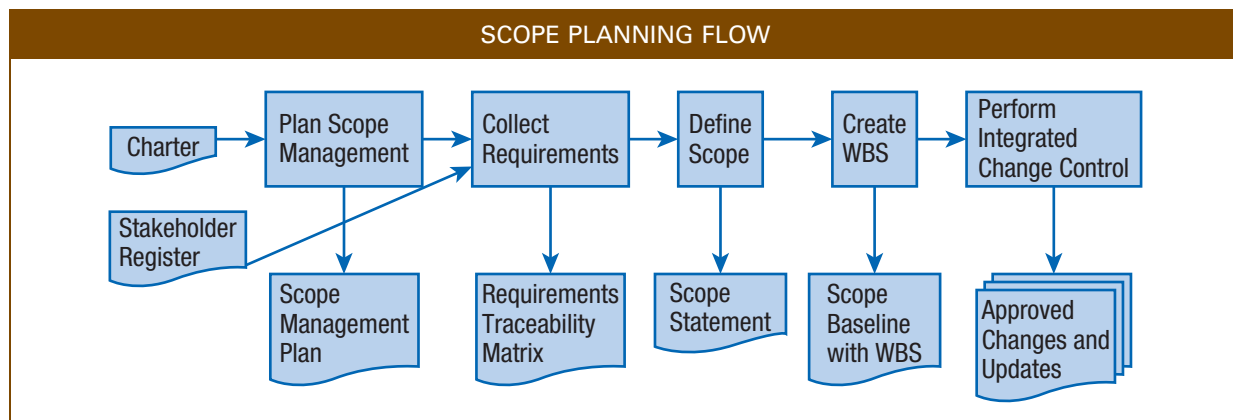 SCOPE PLANNING FLOW
Charter
Plan Scope
Management
Collect
Requirements
Define
Scope
Create
WBS
Perform
Integrated
Change Control
Stakeholder
Register
Scope
Management
Plan
Requirements
Traceability
Matrix
Scope
Statement
Scope
Baseline
with WBS
Approved
Changes and
Updates